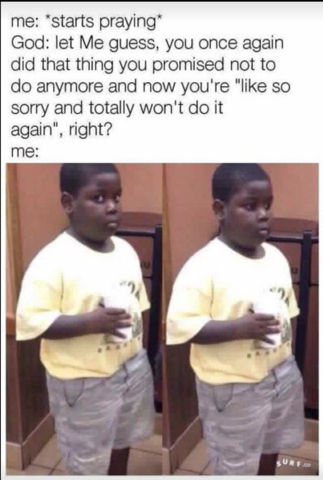 me: *starts praying*
God: let Me guess, you once again
did that thing you promised not to
do anymore and now you're "like so
sorry and totally won't do it
again", right?
me: